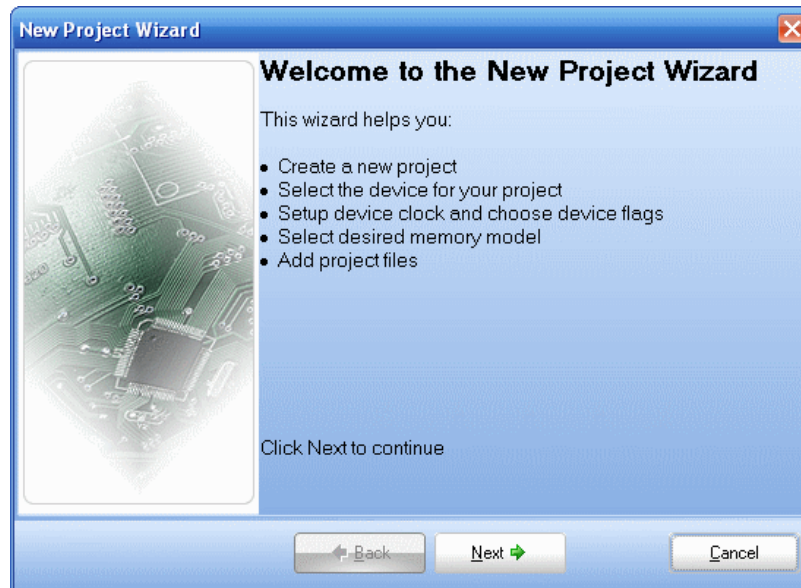 New Project Wizard
Welcome to the New Project Wizard
This wizard helps you:
• Create a new project
• Select the device for your project
• Setup device clock and choose device flags
• Select desired memory model
• Add project files
Click Next to continue
Back
Next
Cancel